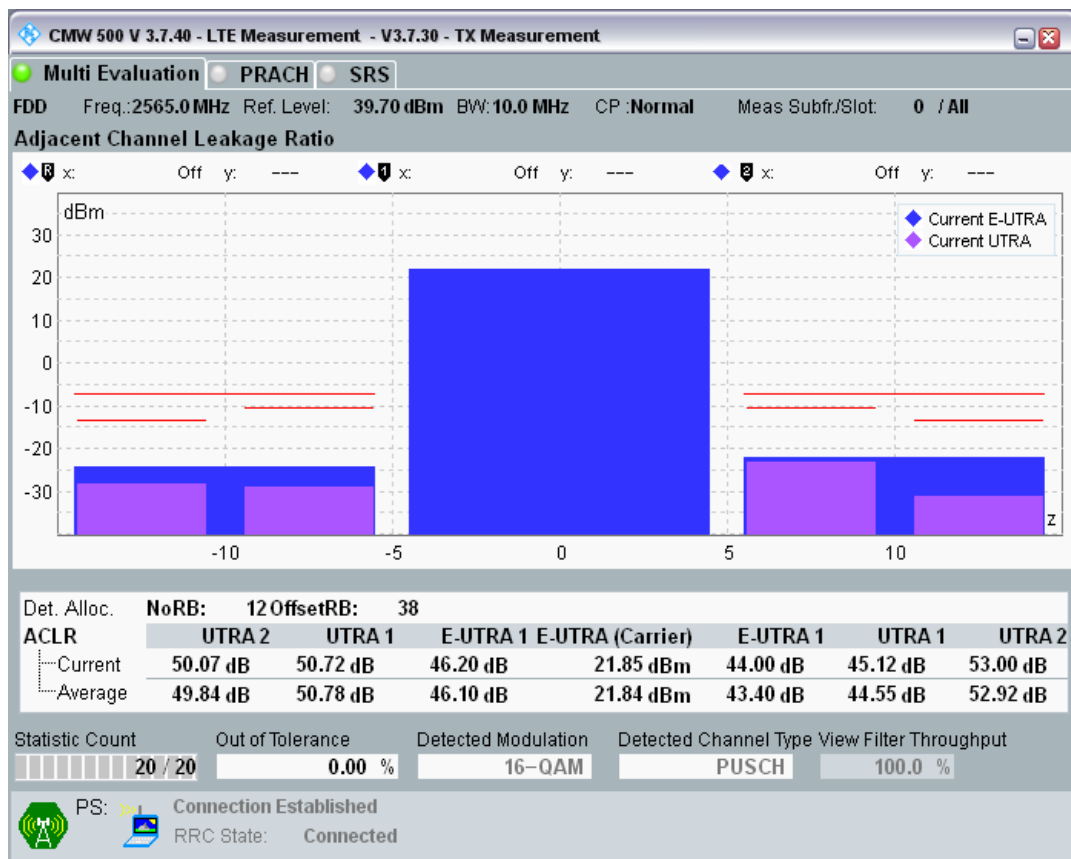 CMW 500 V 3.7.40 - LTE Measurement - V3.7.30 - TX Measurement
Multi Evaluation PRACH SRS
FDD Freq.:2565.0 MHz Ref. Level: 39.70 dBm BW:10.0 MHz CP :Normal Meas Subfr./Slot: 0 / All
Adjacent Channel Leakage Ratio
R x: Off y: --- 1 x: Off y: --- 2 x: Off y: ---
dBm
Current E-UTRA
Current UTRA
30
20
10
0
-10
-20
-30
z
-10 -5 0 5 10
Det. Alloc. NoRB: 12 OffsetRB: 38
ACLR UTRA 2 UTRA 1 E-UTRA 1 E-UTRA (Carrier) E-UTRA 1 UTRA 1 UTRA 2
Current 50.07 dB 50.72 dB 46.20 dB 21.85 dBm 44.00 dB 45.12 dB 53.00 dB
Average 49.84 dB 50.78 dB 46.10 dB 21.84 dBm 43.40 dB 44.55 dB 52.92 dB
Statistic Count Out of Tolerance Detected Modulation Detected Channel Type View Filter Throughput
20 / 20 0.00 % 16-QAM PUSCH 100.0 %
PS: Connection Established
RRC State: Connected